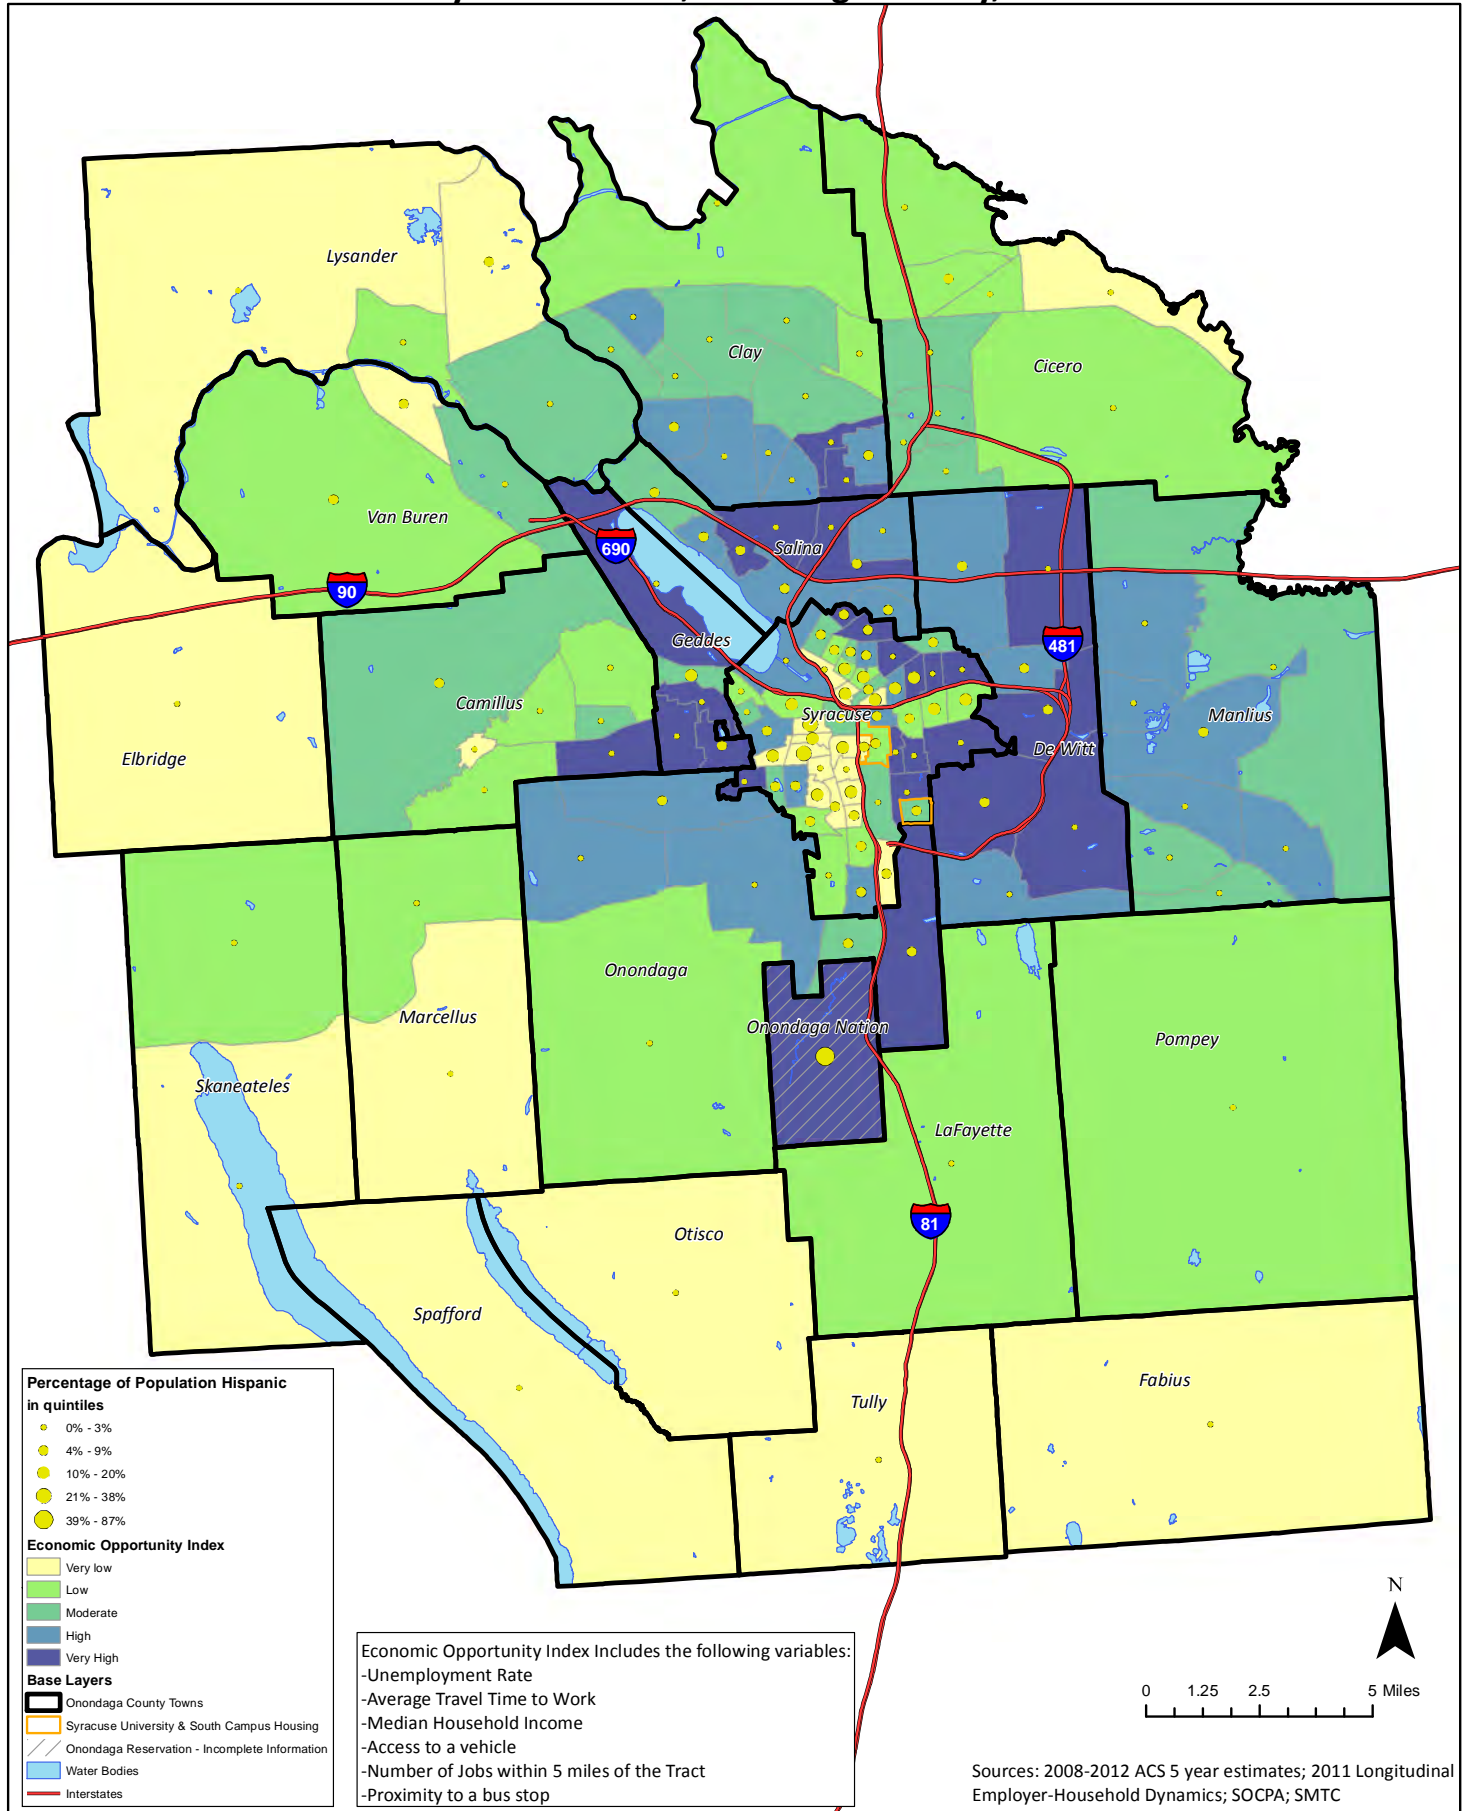 Lysander
Clay
Cicero
Van Buren
690
Salina
90
Geddes
481
Camillus
Syracuse
Manlius
De Witt
Elbridge
Onondaga
Marcellus
Onondaga Nation
Pompey
Skaneateles
LaFayette
81
Otisco
Spafford
Fabius
Tully
Percentage of Population Hispanic
in quintiles
0% - 3%
4% - 9%
10% - 20%
21% - 38%
39% - 87%
Economic Opportunity Index
Very low
Low
Moderate
High
Very High
Base Layers
Onondaga County Towns
Syracuse University & South Campus Housing
Onondaga Reservation - Incomplete Information
Water Bodies
Interstates
Economic Opportunity Index Includes the following variables:
-Unemployment Rate
-Average Travel Time to Work
-Median Household Income
-Access to a vehicle
-Number of Jobs within 5 miles of the Tract
-Proximity to a bus stop
N
0 1.25 2.5 5 Miles
Sources: 2008-2012 ACS 5 year estimates; 2011 Longitudinal
Employer-Household Dynamics; SOCPA; SMTC